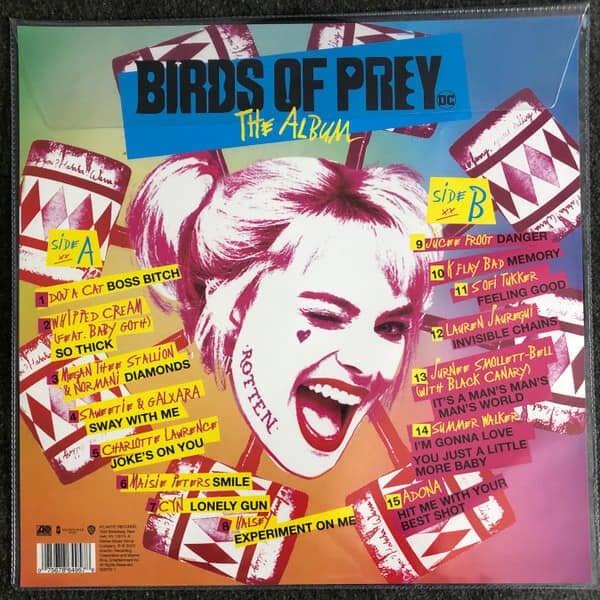 BIRDS OF PREY
DC
THE ALBUM
SIDE A
1 DOJA CAT BOSS BITCH
2 WHIPPED CREAM
(FEAT. BABY GOTH)
SO THICK
3 MEGAN THEE STALLION
& NORMANI DIAMONDS
4 SAWEETIE & GALXARA
SWAY WITH ME
5 CHARLOTTE LAWRENCE
JOKE'S ON YOU
6 MAISIE PETERS SMILE
7 CYN LONELY GUN
8 HALSEY
EXPERIMENT ON ME
SIDE B
9 JUCEE FROOT DANGER
10 K.FLAY BAD MEMORY
11 SOFI TUKKER
FEELING GOOD
12 LAUREN JAUREGUI
INVISIBLE CHAINS
13 JURNEE SMOLLETT-BELL
(WITH BLACK CANARY)
IT'S A MAN'S MAN'S
MAN'S WORLD
14 SUMMER WALKER
I'M GONNA LOVE
YOU JUST A LITTLE
MORE BABY
15 ADONA
HIT ME WITH YOUR
BEST SHOT
ROTTEN